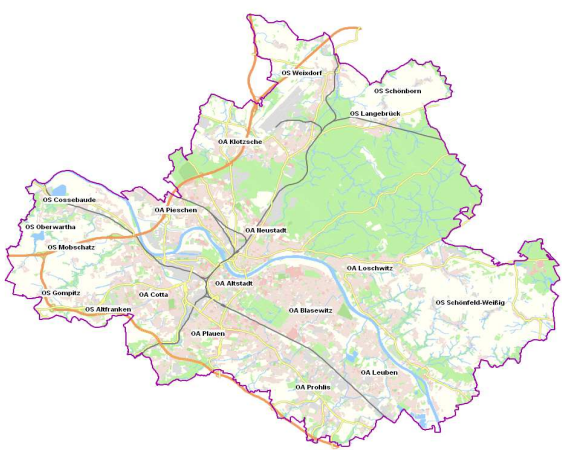 OS Weixdorf
OS Schönborn
OS Langebrück
OA Klotzsche
OS Cossebaude
OA Pieschen
OS Oberwartha
OA Neustadt
OS Mobschatz
OA Loschwitz
OA Altstadt
OS Gompitz
OA Cotta
OS Schönfeld-Weißig
OS Altfranken
OA Blasewitz
OA Plauen
OA Leuben
OA Prohlis